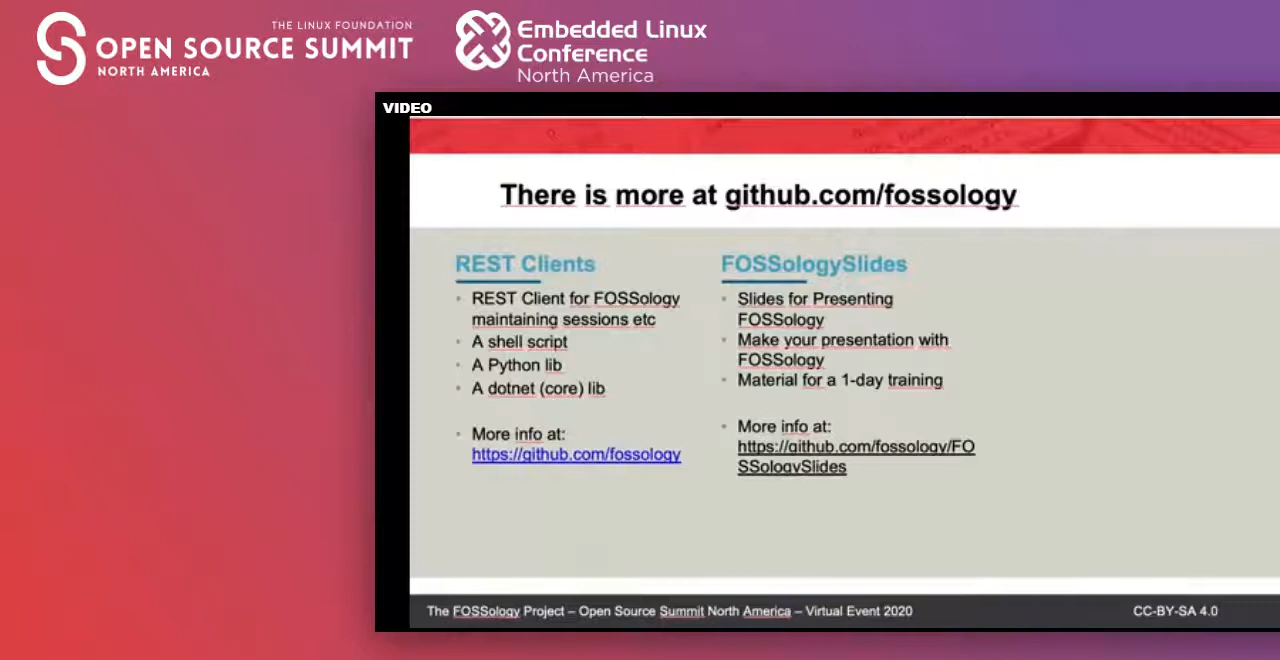 THE LINUX FOUNDATION
OPEN SOURCE SUMMIT
NORTH AMERICA
Embedded Linux
Conference
North America
VIDEO
There is more at github.com/fossology
REST Clients
REST Client for FOSSology
maintaining sessions etc
A shell script
A Python lib
A dotnet (core) lib
More info at:
https://github.com/fossology
FOSSologySlides
Slides for Presenting
FOSSology
Make your presentation with
FOSSology
Material for a 1-day training
More info at:
https://github.com/fossology/FO
SSologySlides
The FOSSology Project – Open Source Summit North America – Virtual Event 2020
CC-BY-SA 4.0